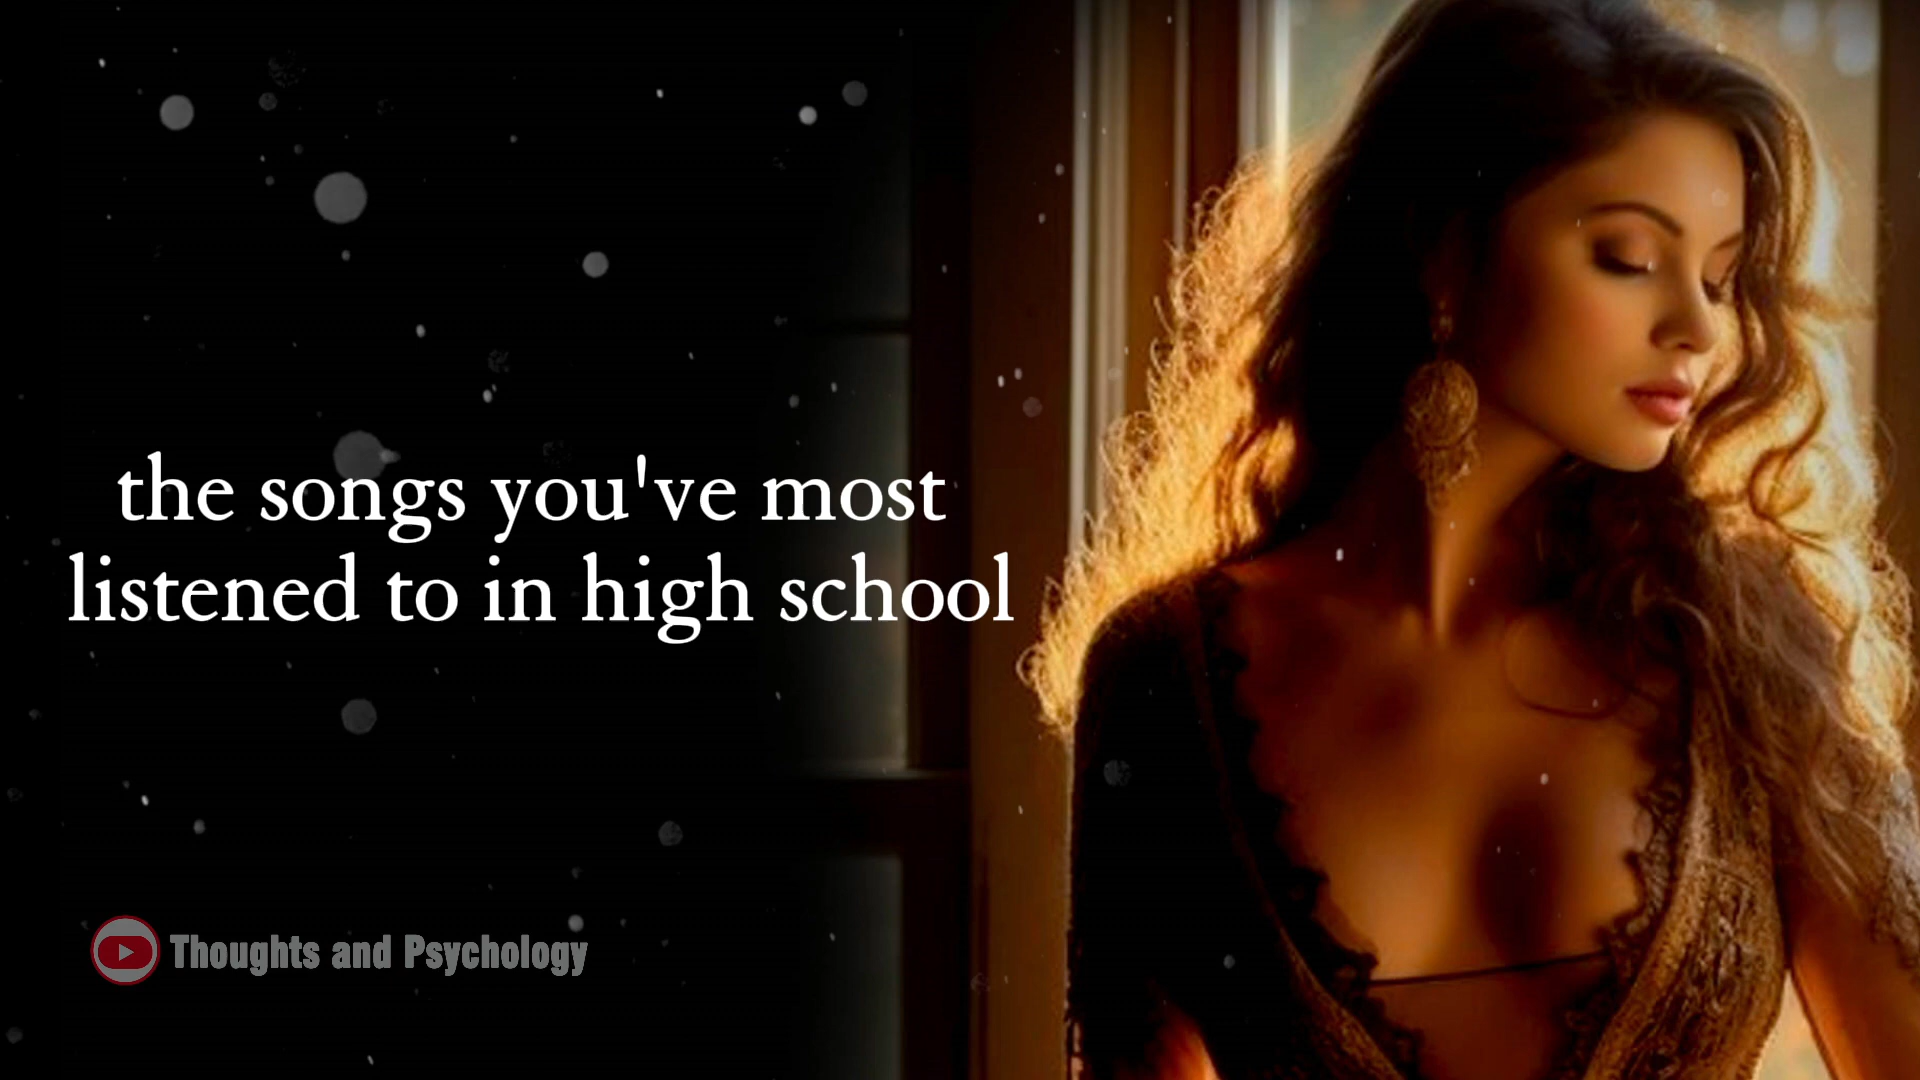 the songs you've most
listened to in high school
Thoughts and Psychology